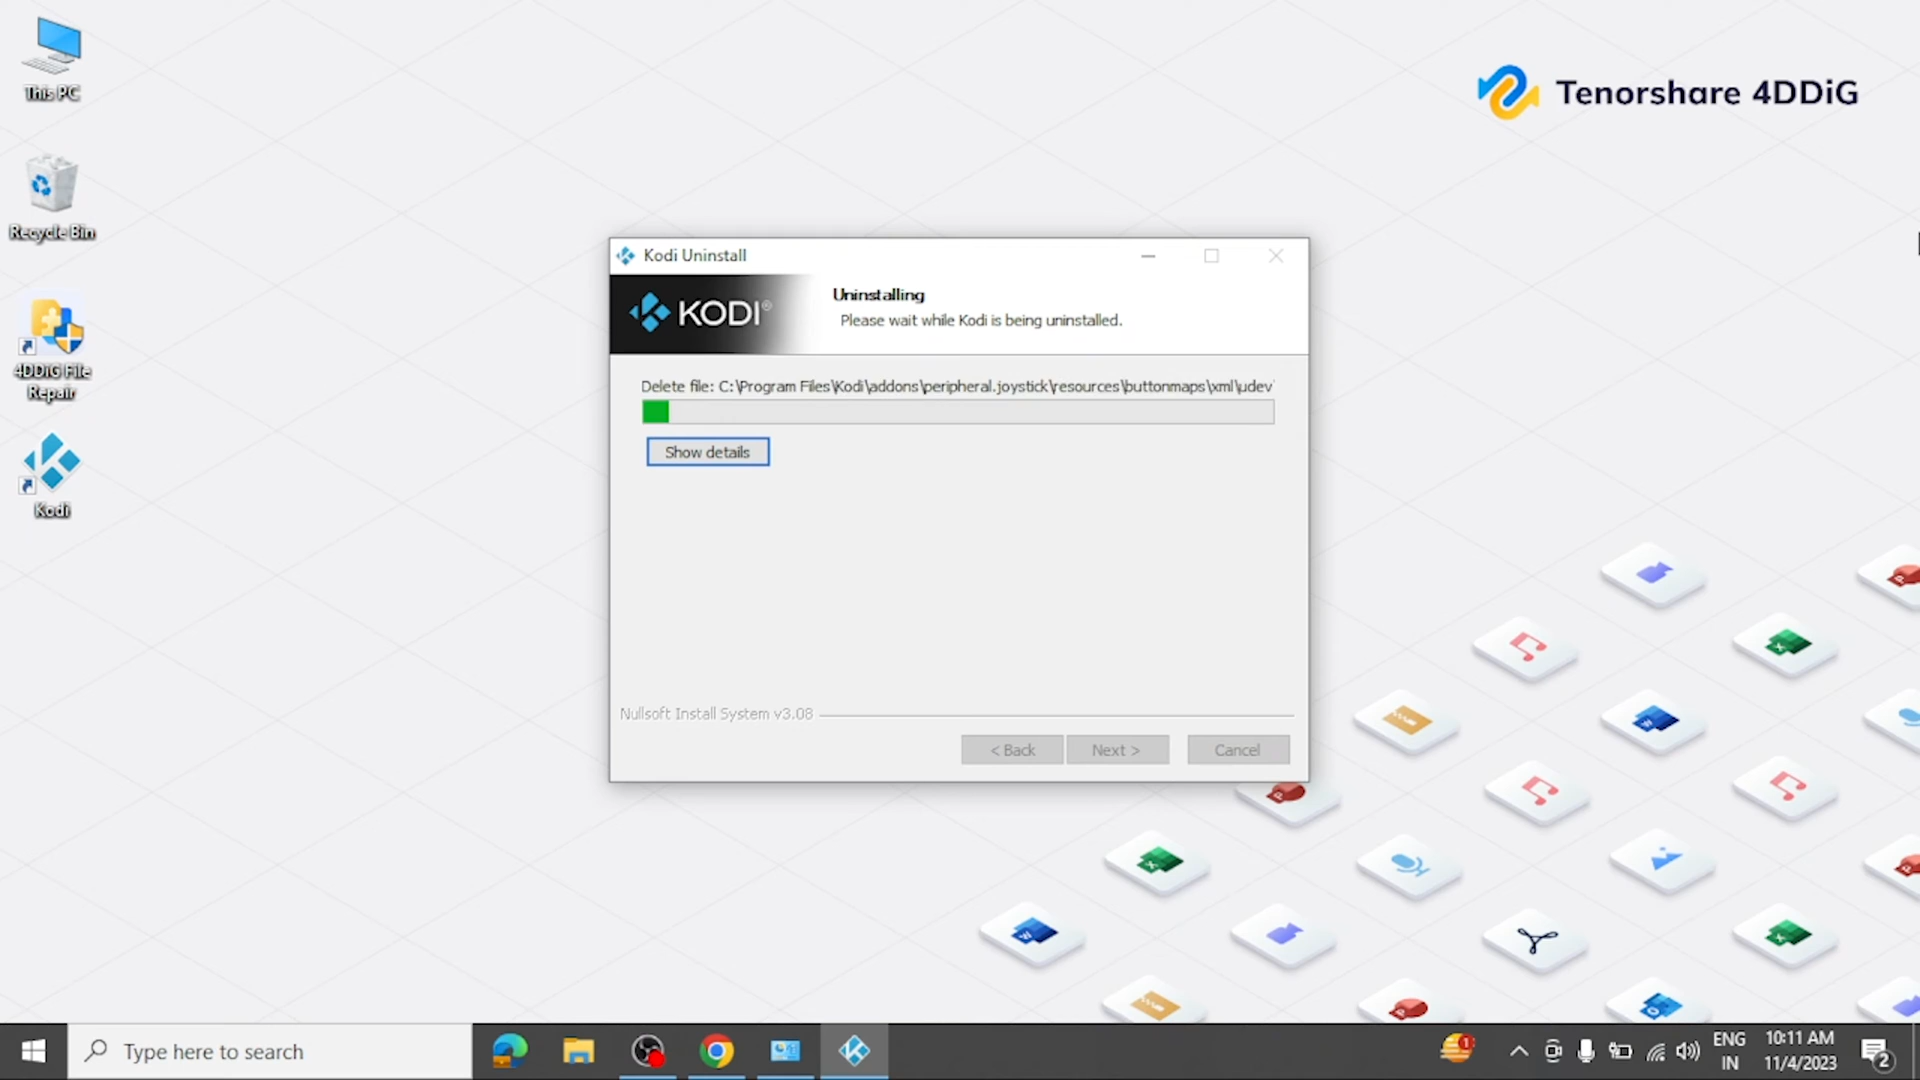 This PC
Recycle Bin
4DDiG File
Repair
Kodi
Tenorshare 4DDiG
Kodi Uninstall
KODI®
Uninstalling
Please wait while Kodi is being uninstalled.
Delete file: C:\Program Files\Kodi\addons\peripheral.joystick\resources\buttonmaps\xml\udev
Show details
Nullsoft Install System v3.08
< Back
Next >
Cancel
Type here to search
1
ENG
IN
10:11 AM
11/4/2023
2